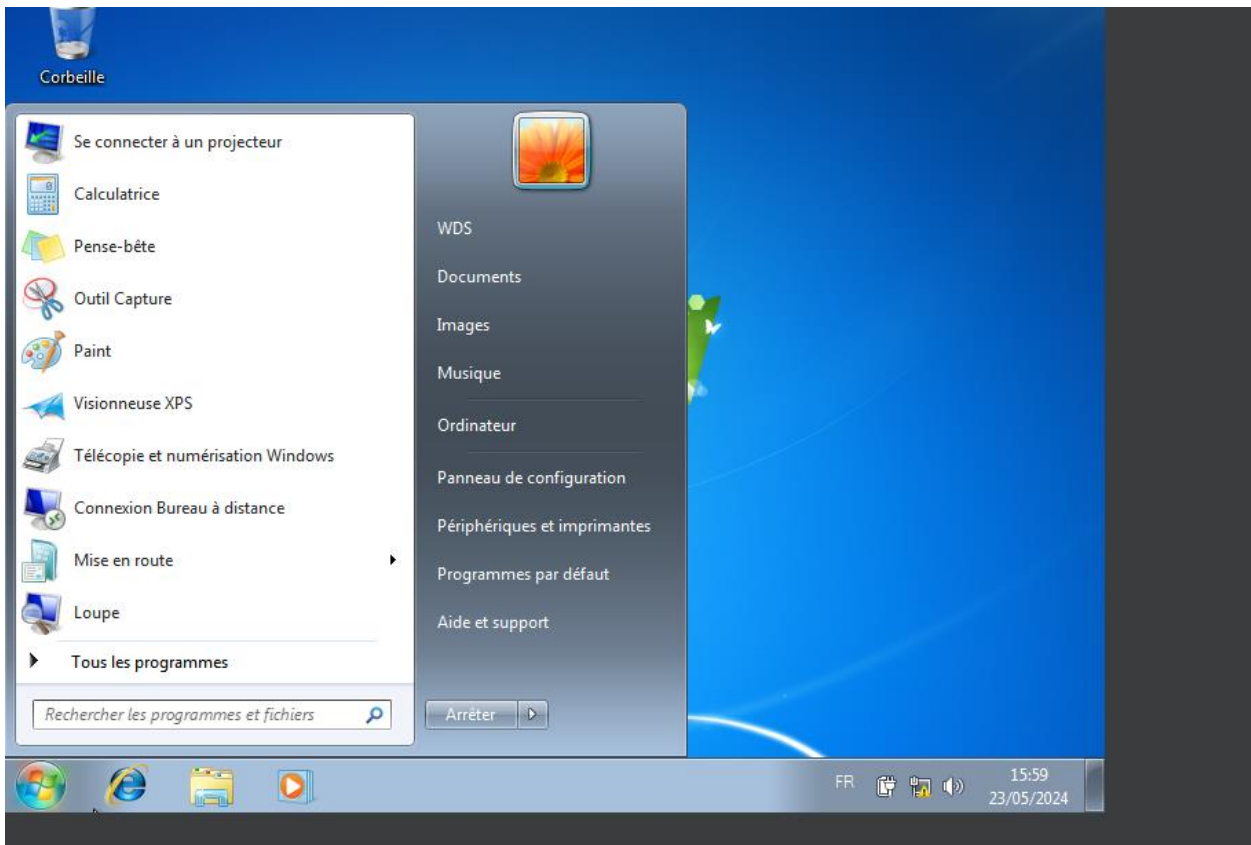 Corbeille
Se connecter à un projecteur
Calculatrice
Pense-bête
Outil Capture
Paint
Visionneuse XPS
Télécopie et numérisation Windows
Connexion Bureau à distance
Mise en route
Loupe
Tous les programmes
Rechercher les programmes et fichiers
WDS
Documents
Images
Musique
Ordinateur
Panneau de configuration
Périphériques et imprimantes
Programmes par défaut
Aide et support
Arrêter
FR
15:59
23/05/2024